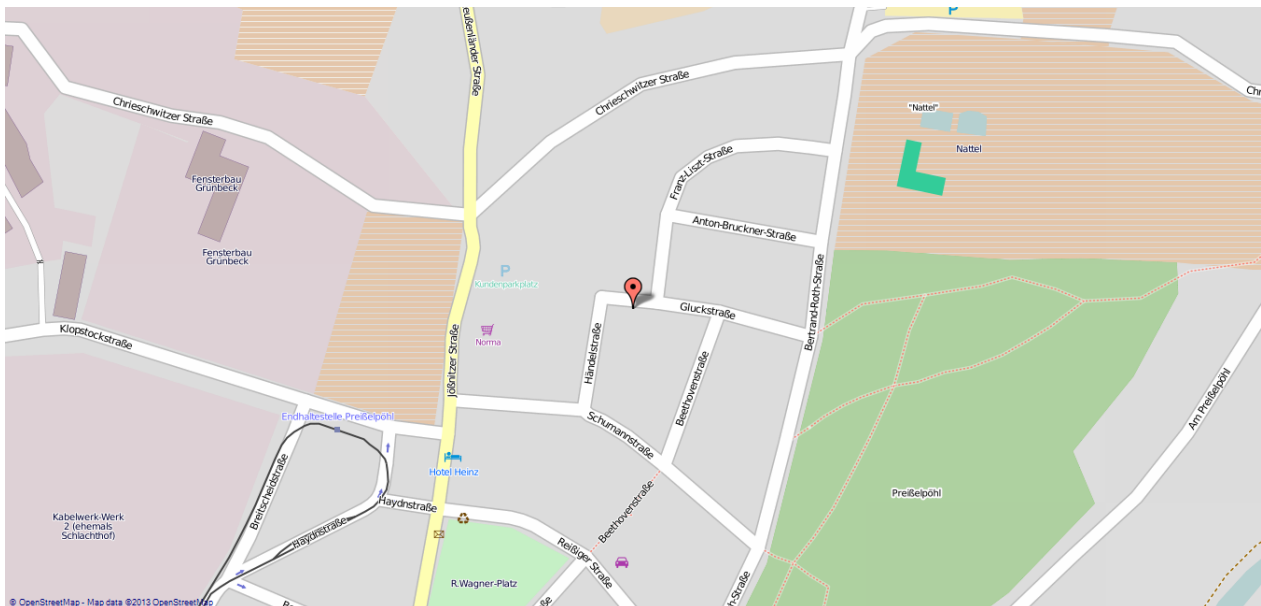 P
eußenländer Straße
Chrieschwitzer Straße
Chr
Chrieschwitzer Straße
"Nattel"
Nattel
Franz-Liszt-Straße
Fensterbau
Grünbeck
Anton-Bruckner-Straße
Fensterbau
Grünbeck
P
Kundenparkplatz
Gluckstraße
Bertrand-Roth-Straße
Klopstockstraße
Norma
Jößnitzer Straße
Händelstraße
Beethovenstraße
Am Preißelpöhl
Endhaltestelle Preißelpöhl
Schumannstraße
Hotel Heinz
Breitscheidstraße
Preißelpöhl
Haydnstraße
Kabelwerk-Werk
2 (ehemals
Schlachthof)
Beethovenstraße
Haydnstraße
Reißiger Straße
R.Wagner-Platz
h-Straße
ße
© OpenStreetMap - Map data ©2013 OpenStreetMap